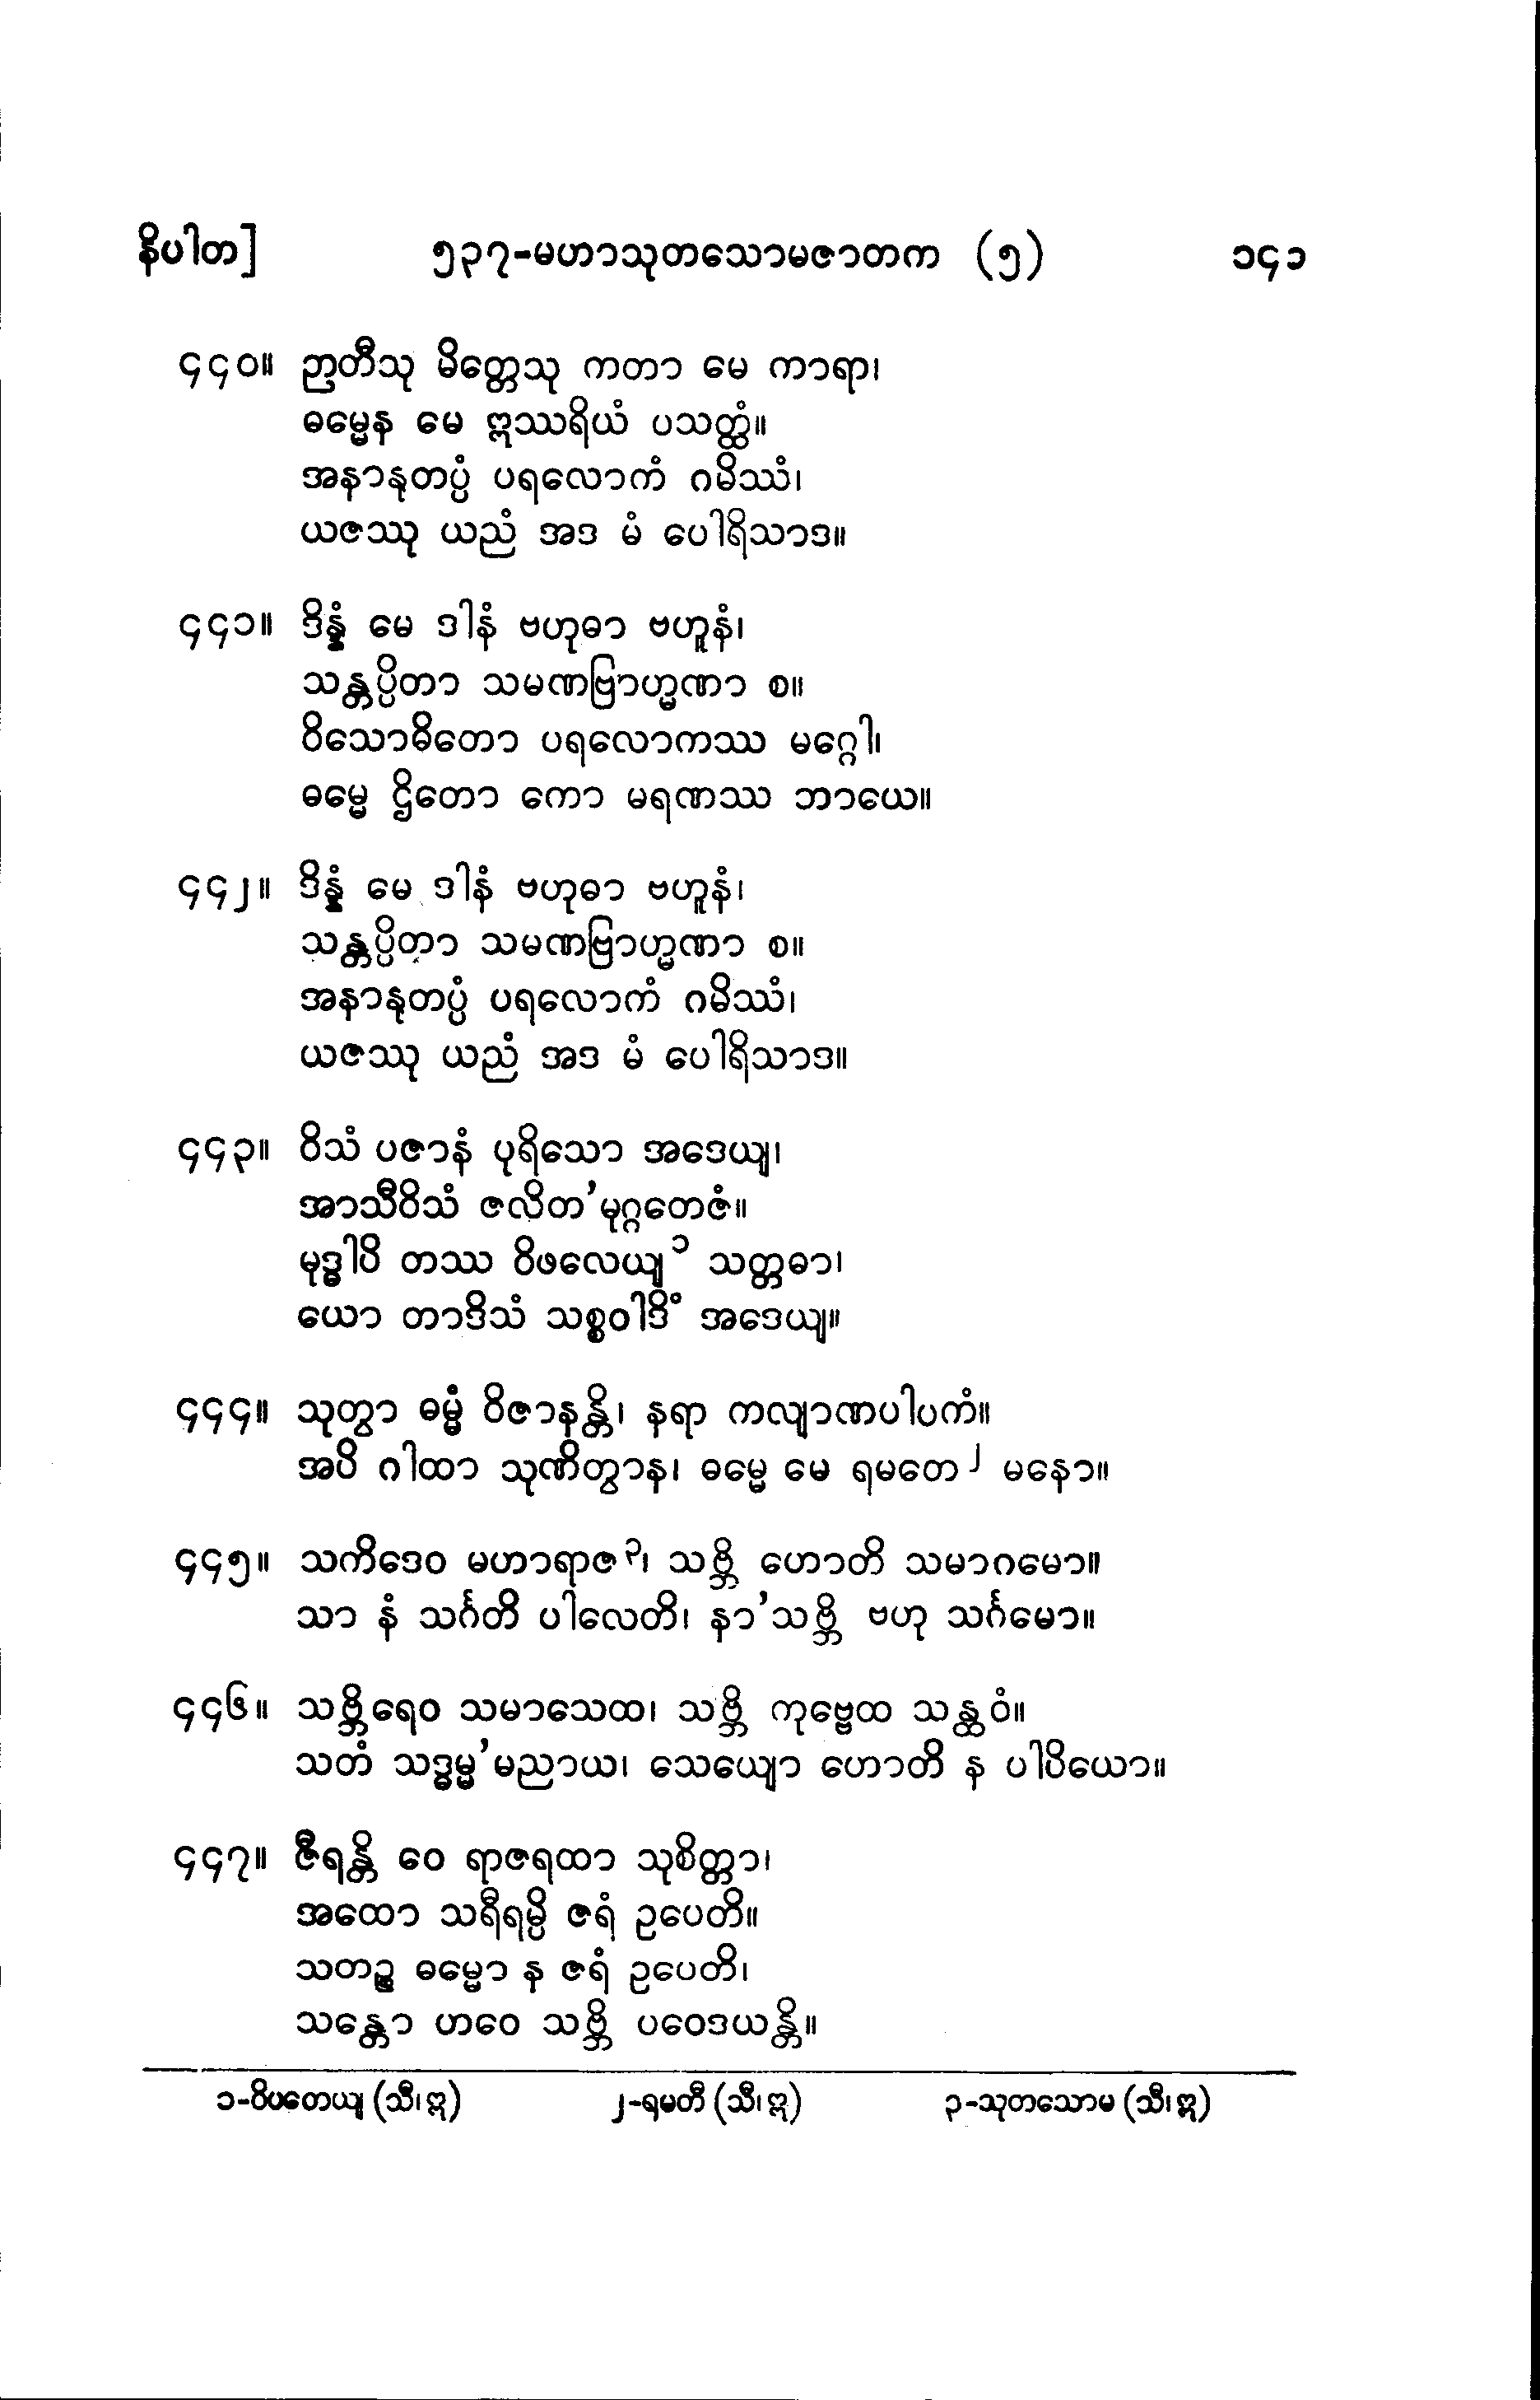 နိပါတ] ၅၃၇-မဟာသုတသောမဇာတက (၅) ၁၄၁
၄၄၀။ ဉာတီသု မိတ္တေသု ကတာ မေ ကာရာ၊
ဓမ္မေန မေ ဣဿရိယံ ပသတ္ထံ။
အနာနုတပ္ပံ ပရလောကံ ဂမိဿံ၊
ယဇဿု ယညံ အဒ မံ ပေါရိသာဒ။
၄၄၁။ ဒိန္နံ မေ ဒါနံ ဗဟုဓာ ဗဟူနံ၊
သန္တပ္ပိတာ သမဏဗြာဟ္မဏာ စ။
ဝိသောဓိတော ပရလောကဿ မဂ္ဂေါ၊
ဓမ္မေ ဌိတော ကော မရဏဿ ဘာယေ။
၄၄၂။ ဒိန္နံ မေ ဒါနံ ဗဟုဓာ ဗဟူနံ၊
သန္တပ္ပိတာ သမဏဗြာဟ္မဏာ စ။
အနာနုတပ္ပံ ပရလောကံ ဂမိဿံ၊
ယဇဿု ယညံ အဒ မံ ပေါရိသာဒ။
၄၄၃။ ဝိသံ ပဇာနံ ပုရိသော အဒေယျ၊
အာသီဝိသံ ဇလိတ’မုဂ္ဂတေဇံ။
မုဒ္ဓါပိ တဿ ဝိဖလေယျ ၁ သတ္တဓာ၊
ယော တာဒိသံ သစ္စဝါဒိံ အဒေယျ။
၄၄၄။ သုတွာ ဓမ္မံ ဝိဇာနန္တိ၊ နရာ ကလျာဏပါပကံ။
အပိ ဂါထာ သုဏိတွာန၊ ဓမ္မေ မေ ရမတေ ၂ မနော။
၄၄၅။ သကိဒေဝ မဟာရာဇ ၃၊ သဗ္ဘိ ဟောတိ သမာဂမော။
သာ နံ သင်္ဂတိ ပါလေတိ၊ နာ’သဗ္ဘိ ဗဟု သင်္ဂမော။
၄၄၆။ သဗ္ဘိရေဝ သမာသေထ၊ သဗ္ဘိ ကုဗ္ဗေထ သန္ထဝံ။
သတံ သဒ္ဓမ္မ’မညာယ၊ သေယျော ဟောတိ န ပါပိယော။
၄၄၇။ ဇီရန္တိ ဝေ ရာဇရထာ သုစိတ္တာ၊
အထော သရီရမ္ပိ ဇရံ ဥပေတိ။
သတဉ္စ ဓမ္မော န ဇရံ ဥပေတိ၊
သန္တော ဟဝေ သဗ္ဘိ ပဝေဒယန္တိ။
၁-ဝိပတေယျ (သီ၊ဣ) ၂-ရမတီ (သီ၊ဣ) ၃-သုတသောမ (သီ၊ဣ)